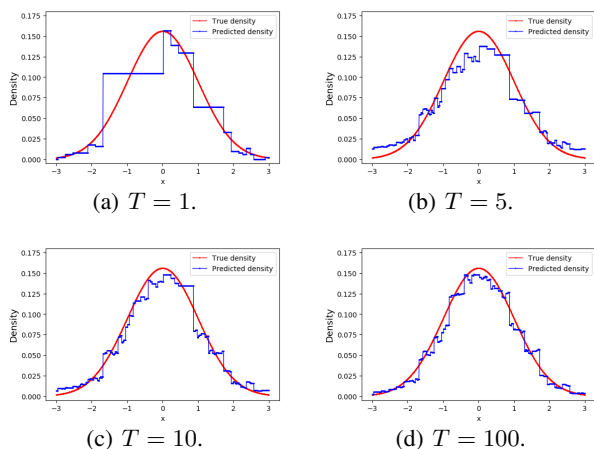 True density
Predicted density
Density
0.175
0.150
0.125
0.100
0.075
0.050
0.025
0.000
−3 −2 −1 0 1 2 3
x
(a) T = 1.
True density
Predicted density
Density
0.175
0.150
0.125
0.100
0.075
0.050
0.025
0.000
−3 −2 −1 0 1 2 3
x
(b) T = 5.
True density
Predicted density
Density
0.175
0.150
0.125
0.100
0.075
0.050
0.025
0.000
−3 −2 −1 0 1 2 3
x
(c) T = 10.
True density
Predicted density
Density
0.175
0.150
0.125
0.100
0.075
0.050
0.025
0.000
−3 −2 −1 0 1 2 3
x
(d) T = 100.